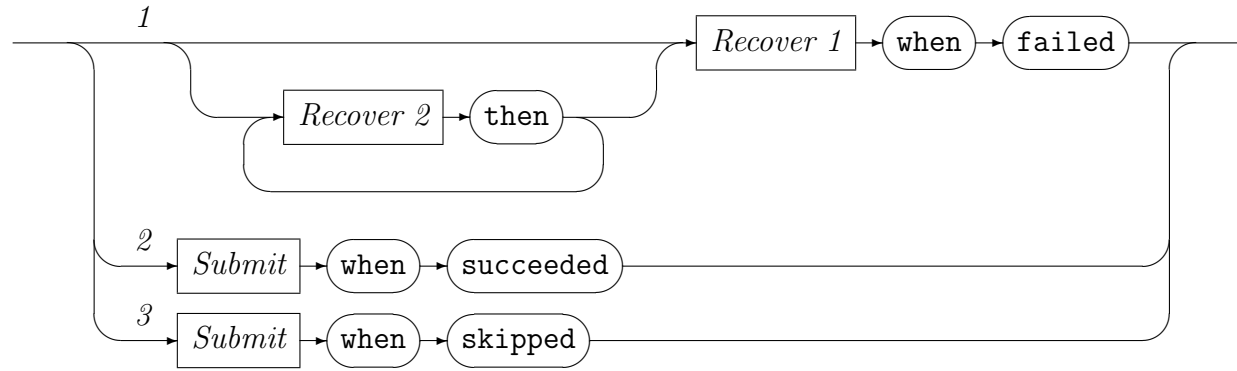 1
Recover 1 when failed
Recover 2 then
2
Submit when succeeded
3
Submit when skipped